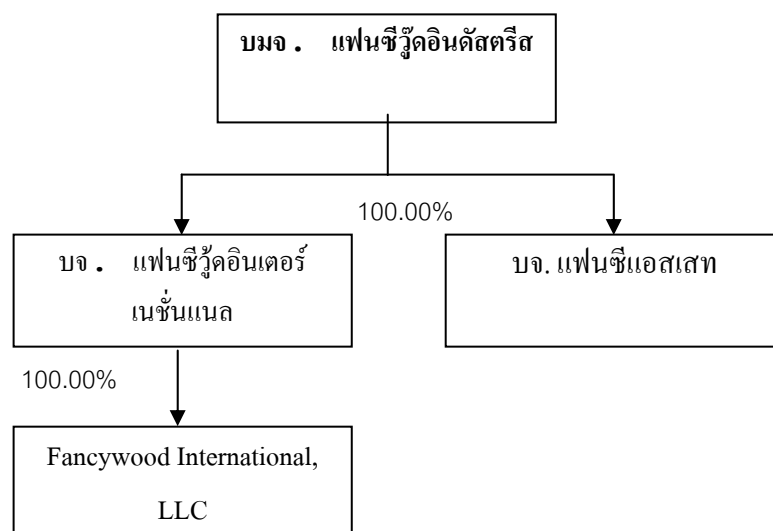 บมจ .    แฟนซีวู๊ดอินดัสตรีส
100.00%
บจ .    แฟนซีวู้ดอินเตอร์
เนชั่นแนล
บจ. แฟนซีแอสเสท
100.00%
Fancywood International,
LLC